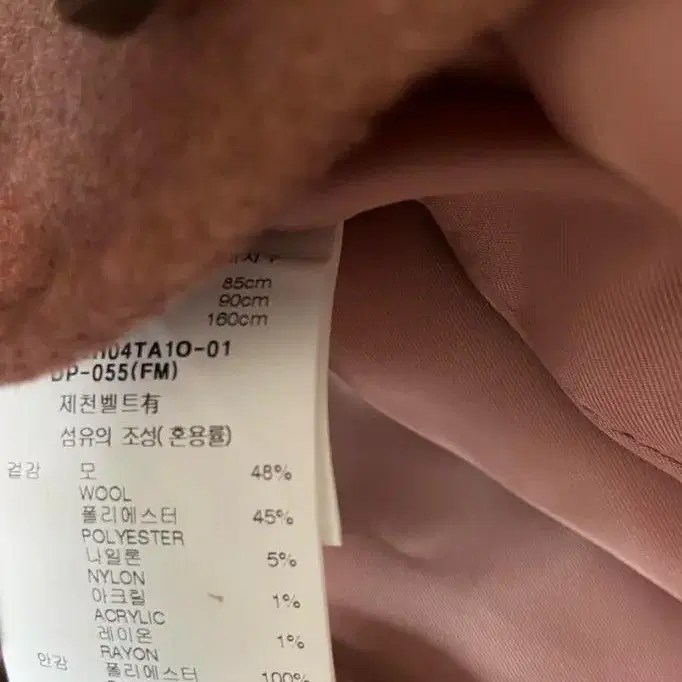 85cm
90cm
160cm
04TA10-01
DP-055(FM)
제천벨트有
섬유의 조성(혼용률)
겉감 모 48%
WOOL
폴리에스터 45%
POLYESTER
나일론 5%
NYLON
아크릴 1%
ACRYLIC
레이온 1%
RAYON
안감 폴리에스터 100%